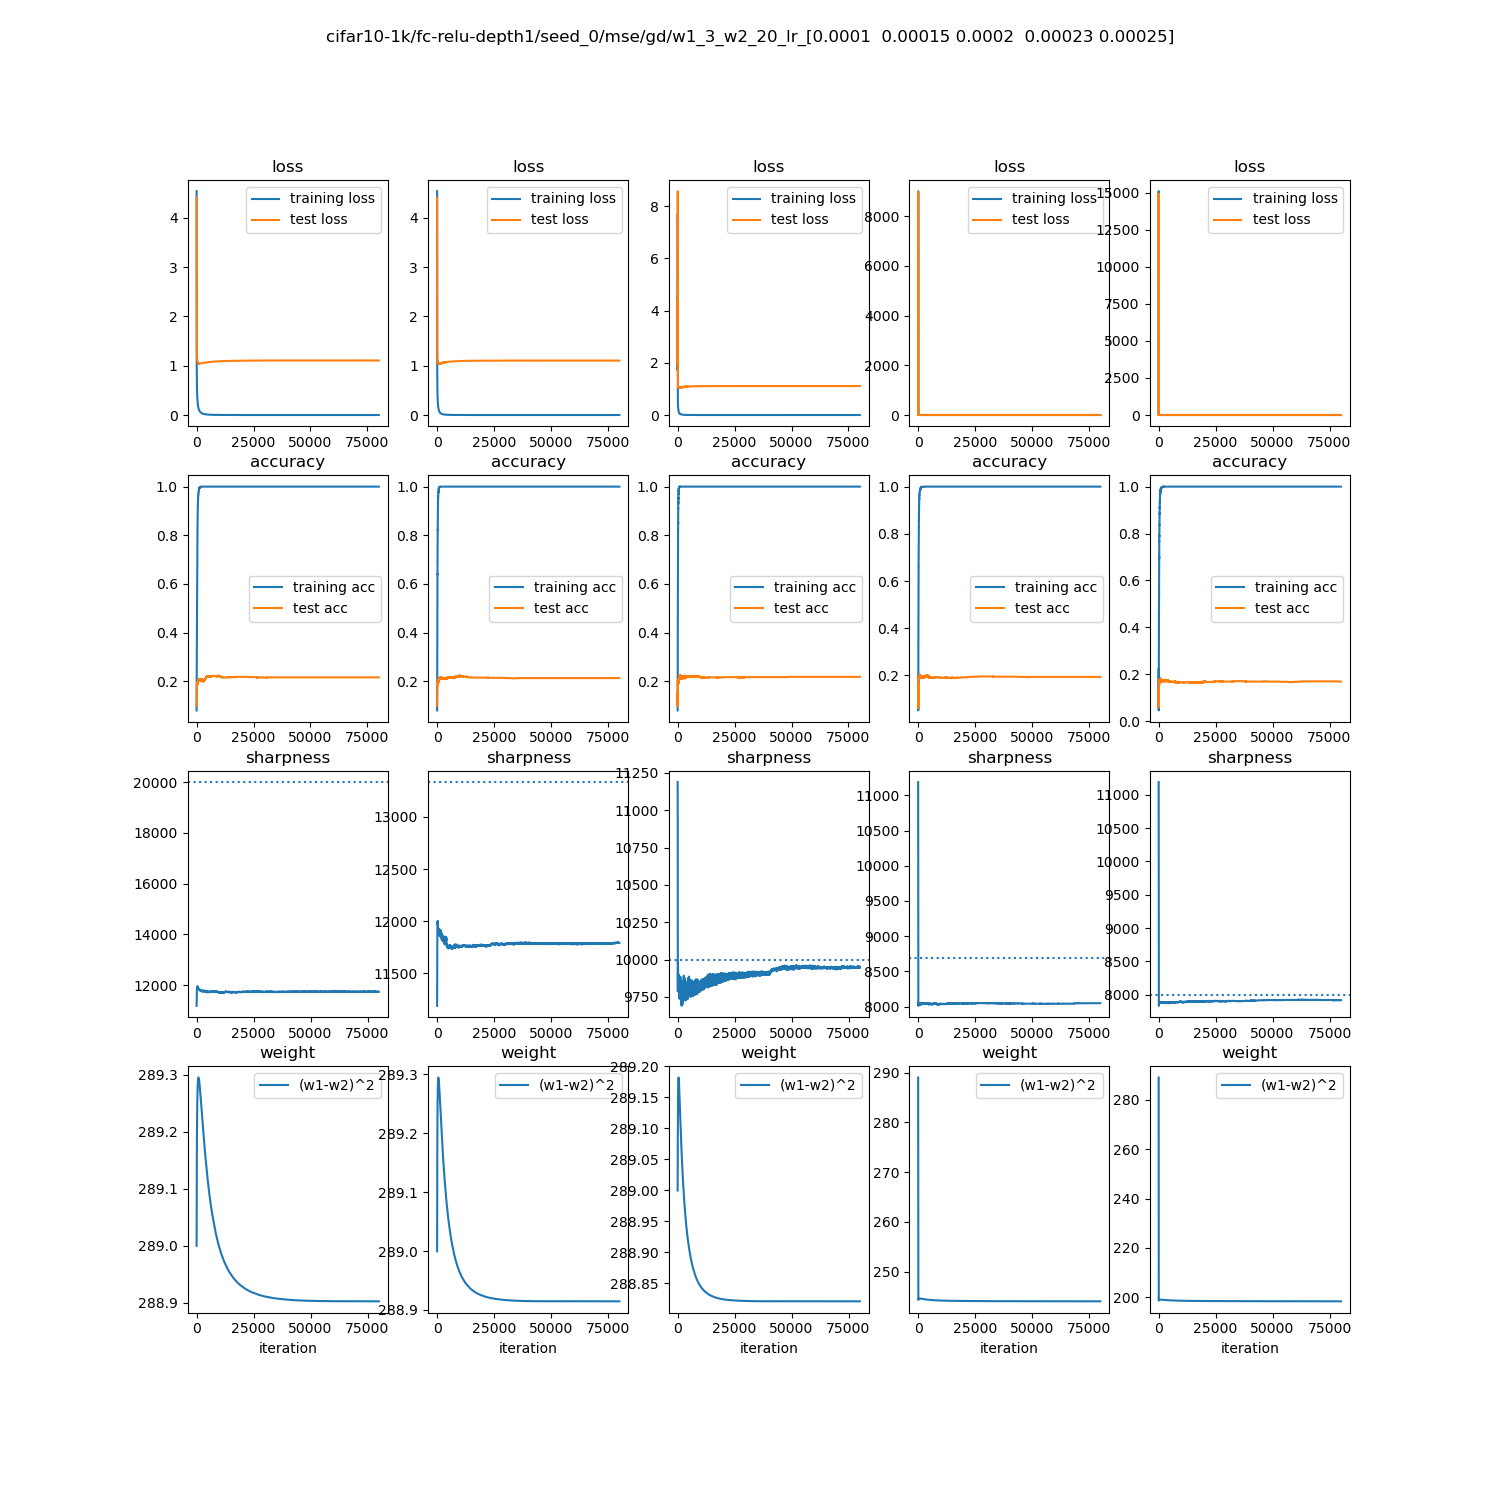 cifar10-1k/fc-relu-depth1/seed_0/mse/gd/w1_3_w2_20_lr_[0.0001  0.00015 0.0002  0.00023 0.00025]
loss loss loss loss loss
training loss training loss training loss training loss training loss
test loss test loss test loss test loss test loss
4 3 2 1 0
4 3 2 1 0
8 6 4 2 0
8000 6000 4000 2000 0
15000 12500 10000 7500 5000 2500 0
0 25000 50000 75000 0 25000 50000 75000 0 25000 50000 75000 0 25000 50000 75000 0 25000 50000 75000
accuracy accuracy accuracy accuracy accuracy
1.0 0.8 0.6 0.4 0.2
1.0 0.8 0.6 0.4 0.2
1.0 0.8 0.6 0.4 0.2
1.0 0.8 0.6 0.4 0.2
1.0 0.8 0.6 0.4 0.2 0.0
training acc training acc training acc training acc training acc
test acc test acc test acc test acc test acc
0 25000 50000 75000 0 25000 50000 75000 0 25000 50000 75000 0 25000 50000 75000 0 25000 50000 75000
sharpness sharpness sharpness sharpness sharpness
20000 18000 16000 14000 12000
13000 12500 12000 11500
11250 11000 10750 10500 10250 10000 9750
11000 10500 10000 9500 9000 8500 8000
11000 10500 10000 9500 9000 8500 8000
0 25000 50000 75000 0 25000 50000 75000 0 25000 50000 75000 0 25000 50000 75000 0 25000 50000 75000
weight weight weight weight weight
(w1-w2)^2 (w1-w2)^2 (w1-w2)^2 (w1-w2)^2 (w1-w2)^2
289.3 289.2 289.1 289.0 288.9
289.3 289.2 289.1 289.0 288.9
289.20 289.15 289.10 289.05 289.00 288.95 288.90 288.85
290 280 270 260 250
280 260 240 220 200
0 25000 50000 75000 0 25000 50000 75000 0 25000 50000 75000 0 25000 50000 75000 0 25000 50000 75000
iteration iteration iteration iteration iteration